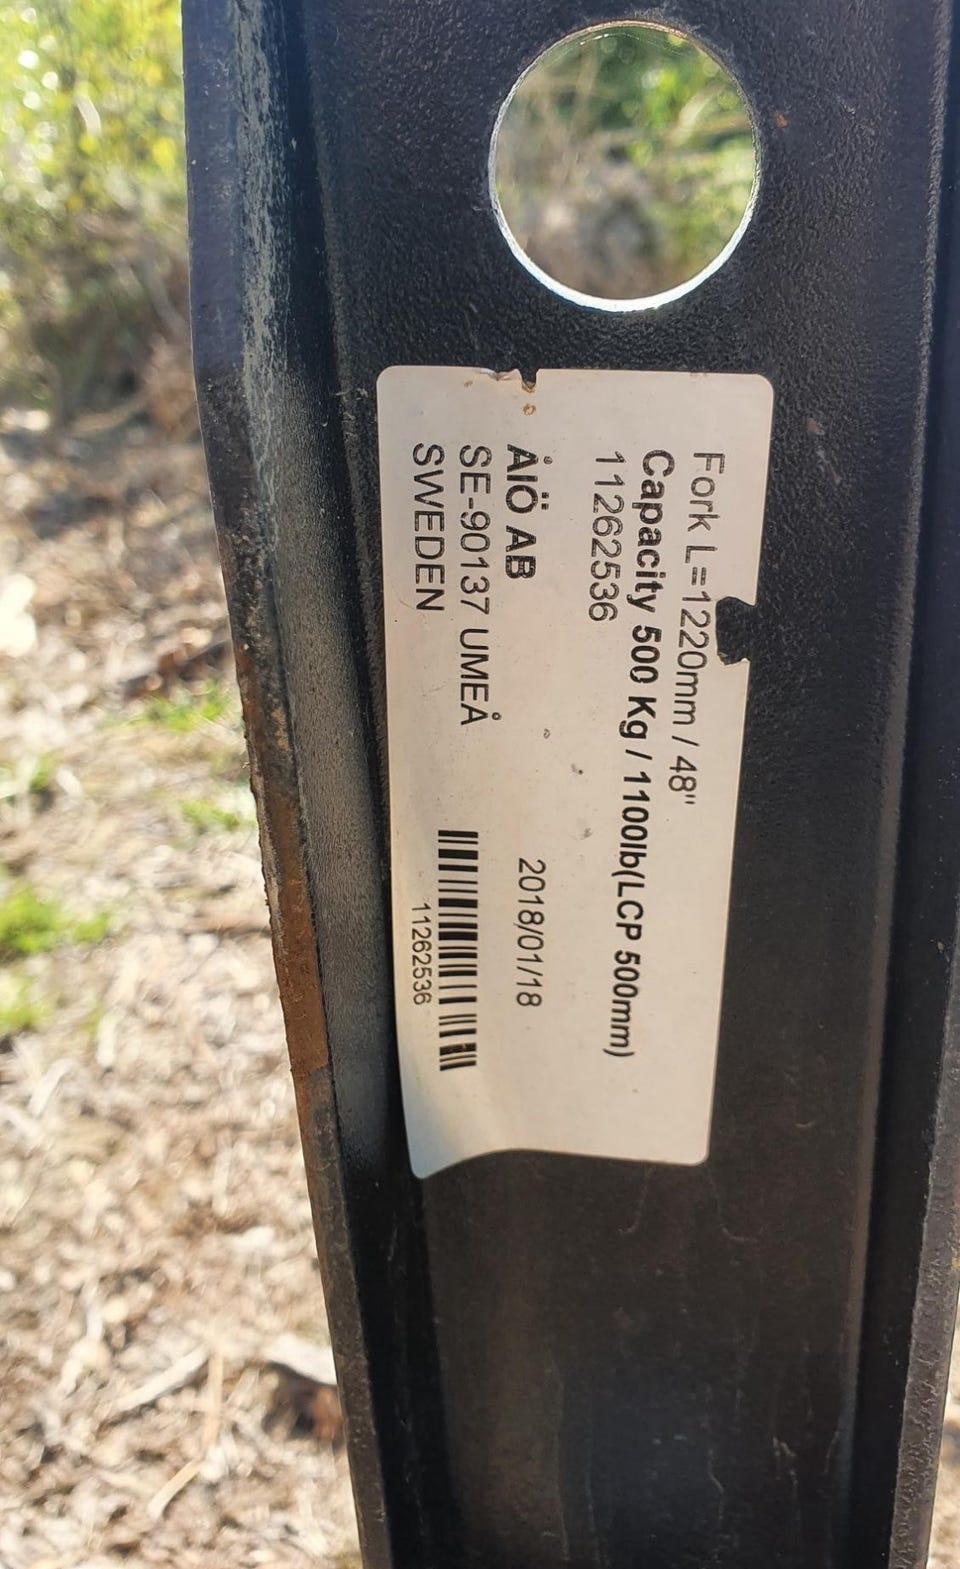 Fork L=1220mm / 48"
Capacity 500 Kg / 1100lb(LCP 500mm)
11262536
ÅIÖ AB
2018/01/18
SE-90137 UMEÅ
SWEDEN
11262536